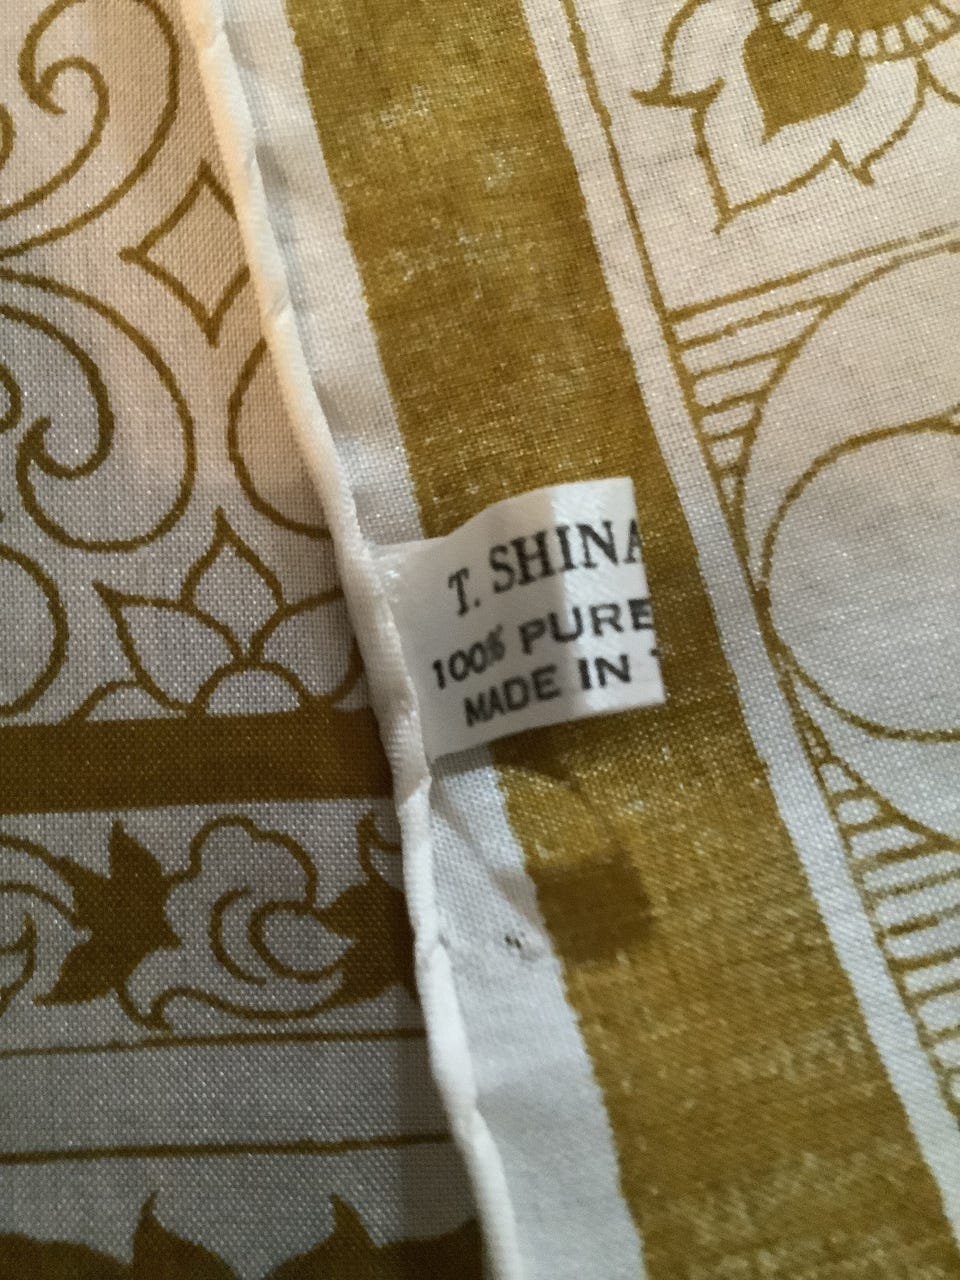 T. SHINA
100% PURE
MADE IN